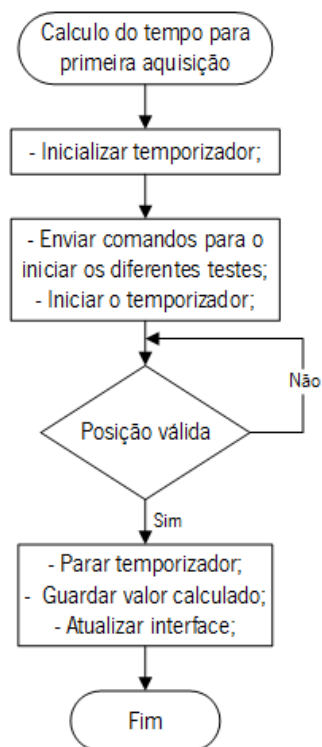 Calculo do tempo para
primeira aquisição
- Inicializar temporizador;
- Enviar comandos para o
iniciar os diferentes testes;
- Iniciar o temporizador;
Não
Posição válida
Sim
- Parar temporizador;
- Guardar valor calculado;
- Atualizar interface;
Fim